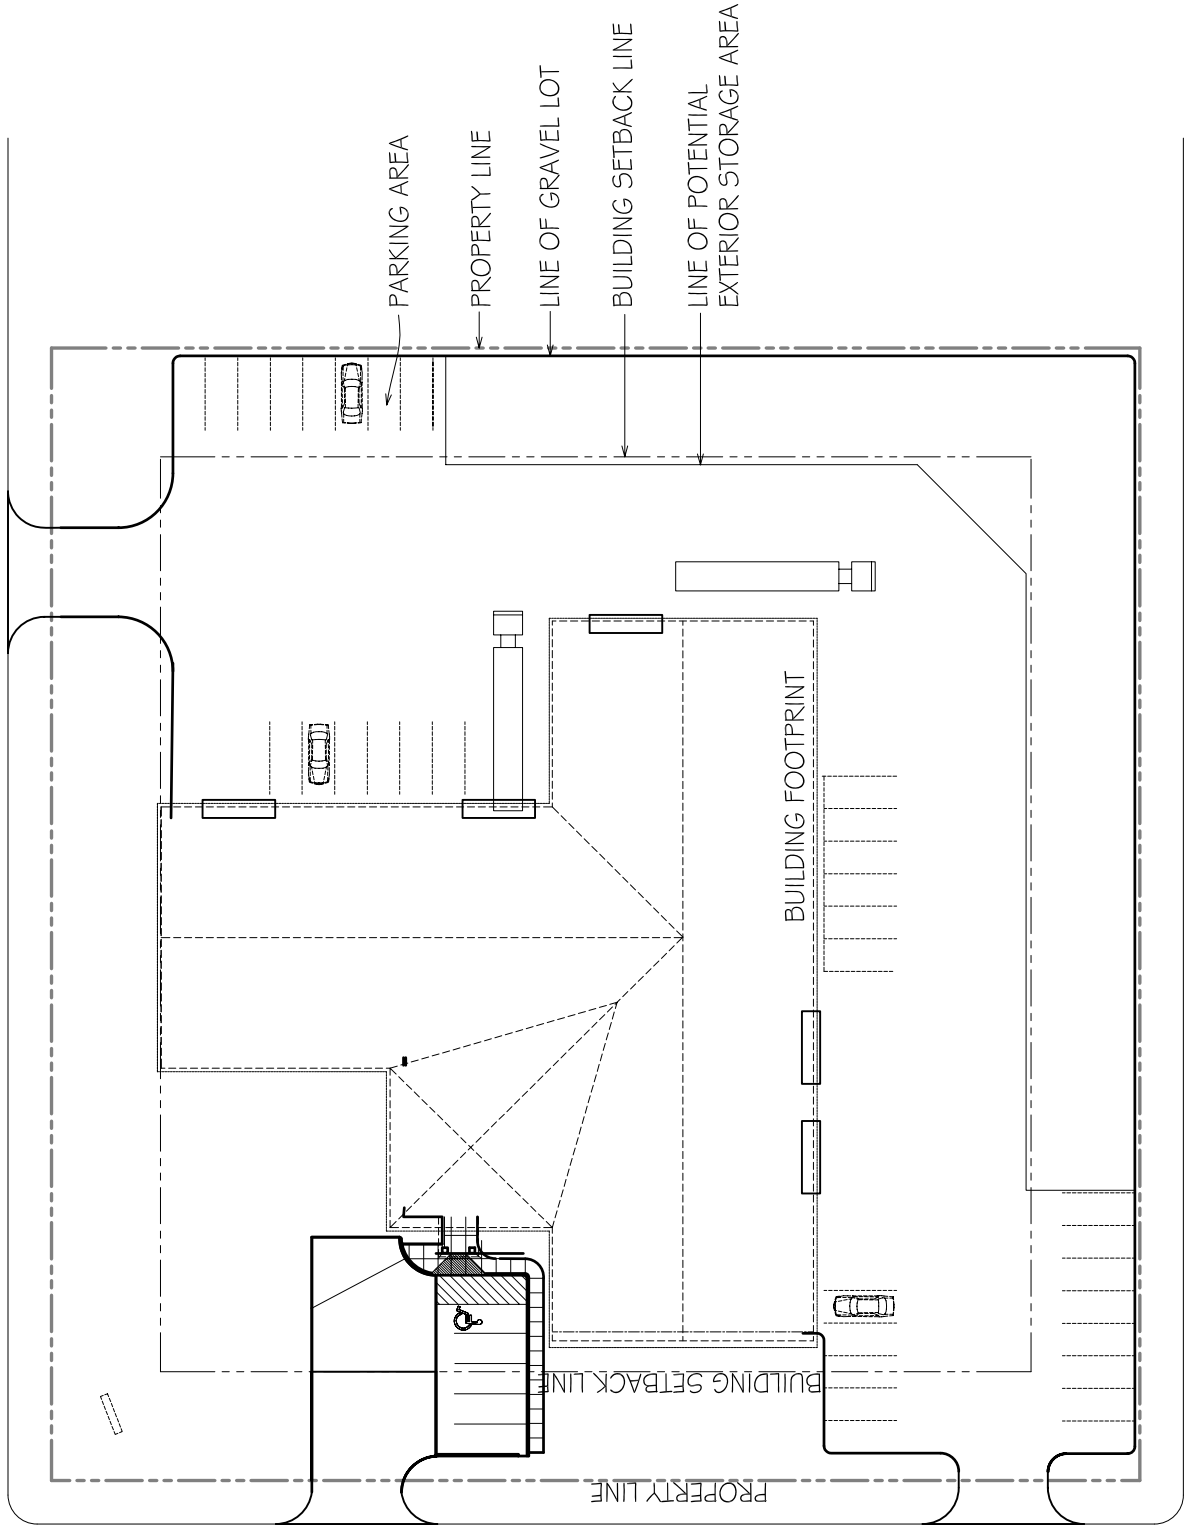 PARKING AREA
PROPERTY LINE
LINE OF GRAVEL LOT
BUILDING SETBACK LINE
LINE OF POTENTIAL
EXTERIOR STORAGE AREA
BUILDING FOOTPRINT
BUILDING SETBACK LINE
PROPERTY LINE